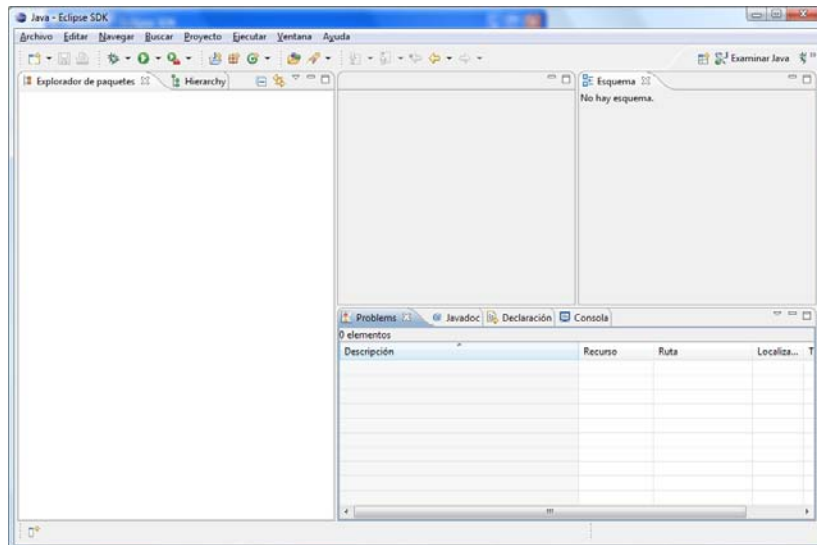 Java - Eclipse SDK
Archivo Editar Navegar Buscar Proyecto Ejecutar Ventana Ayuda
Examinar Java
Explorador de paquetes Hierarchy
Esquema
No hay esquema.
Problems Javadoc Declaración Consola
0 elementos
Descripción Recurso Ruta Localiza... T